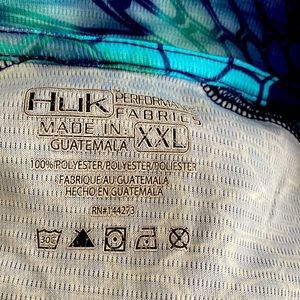 HUK PERFORMANCE FABRICS
MADE IN GUATEMALA XXL
100%POLYESTER/POLYESTER/POLIESTER
FABRIQUE AU GUATEMALA
HECHO EN GUATEMALA
RN#144273
30C